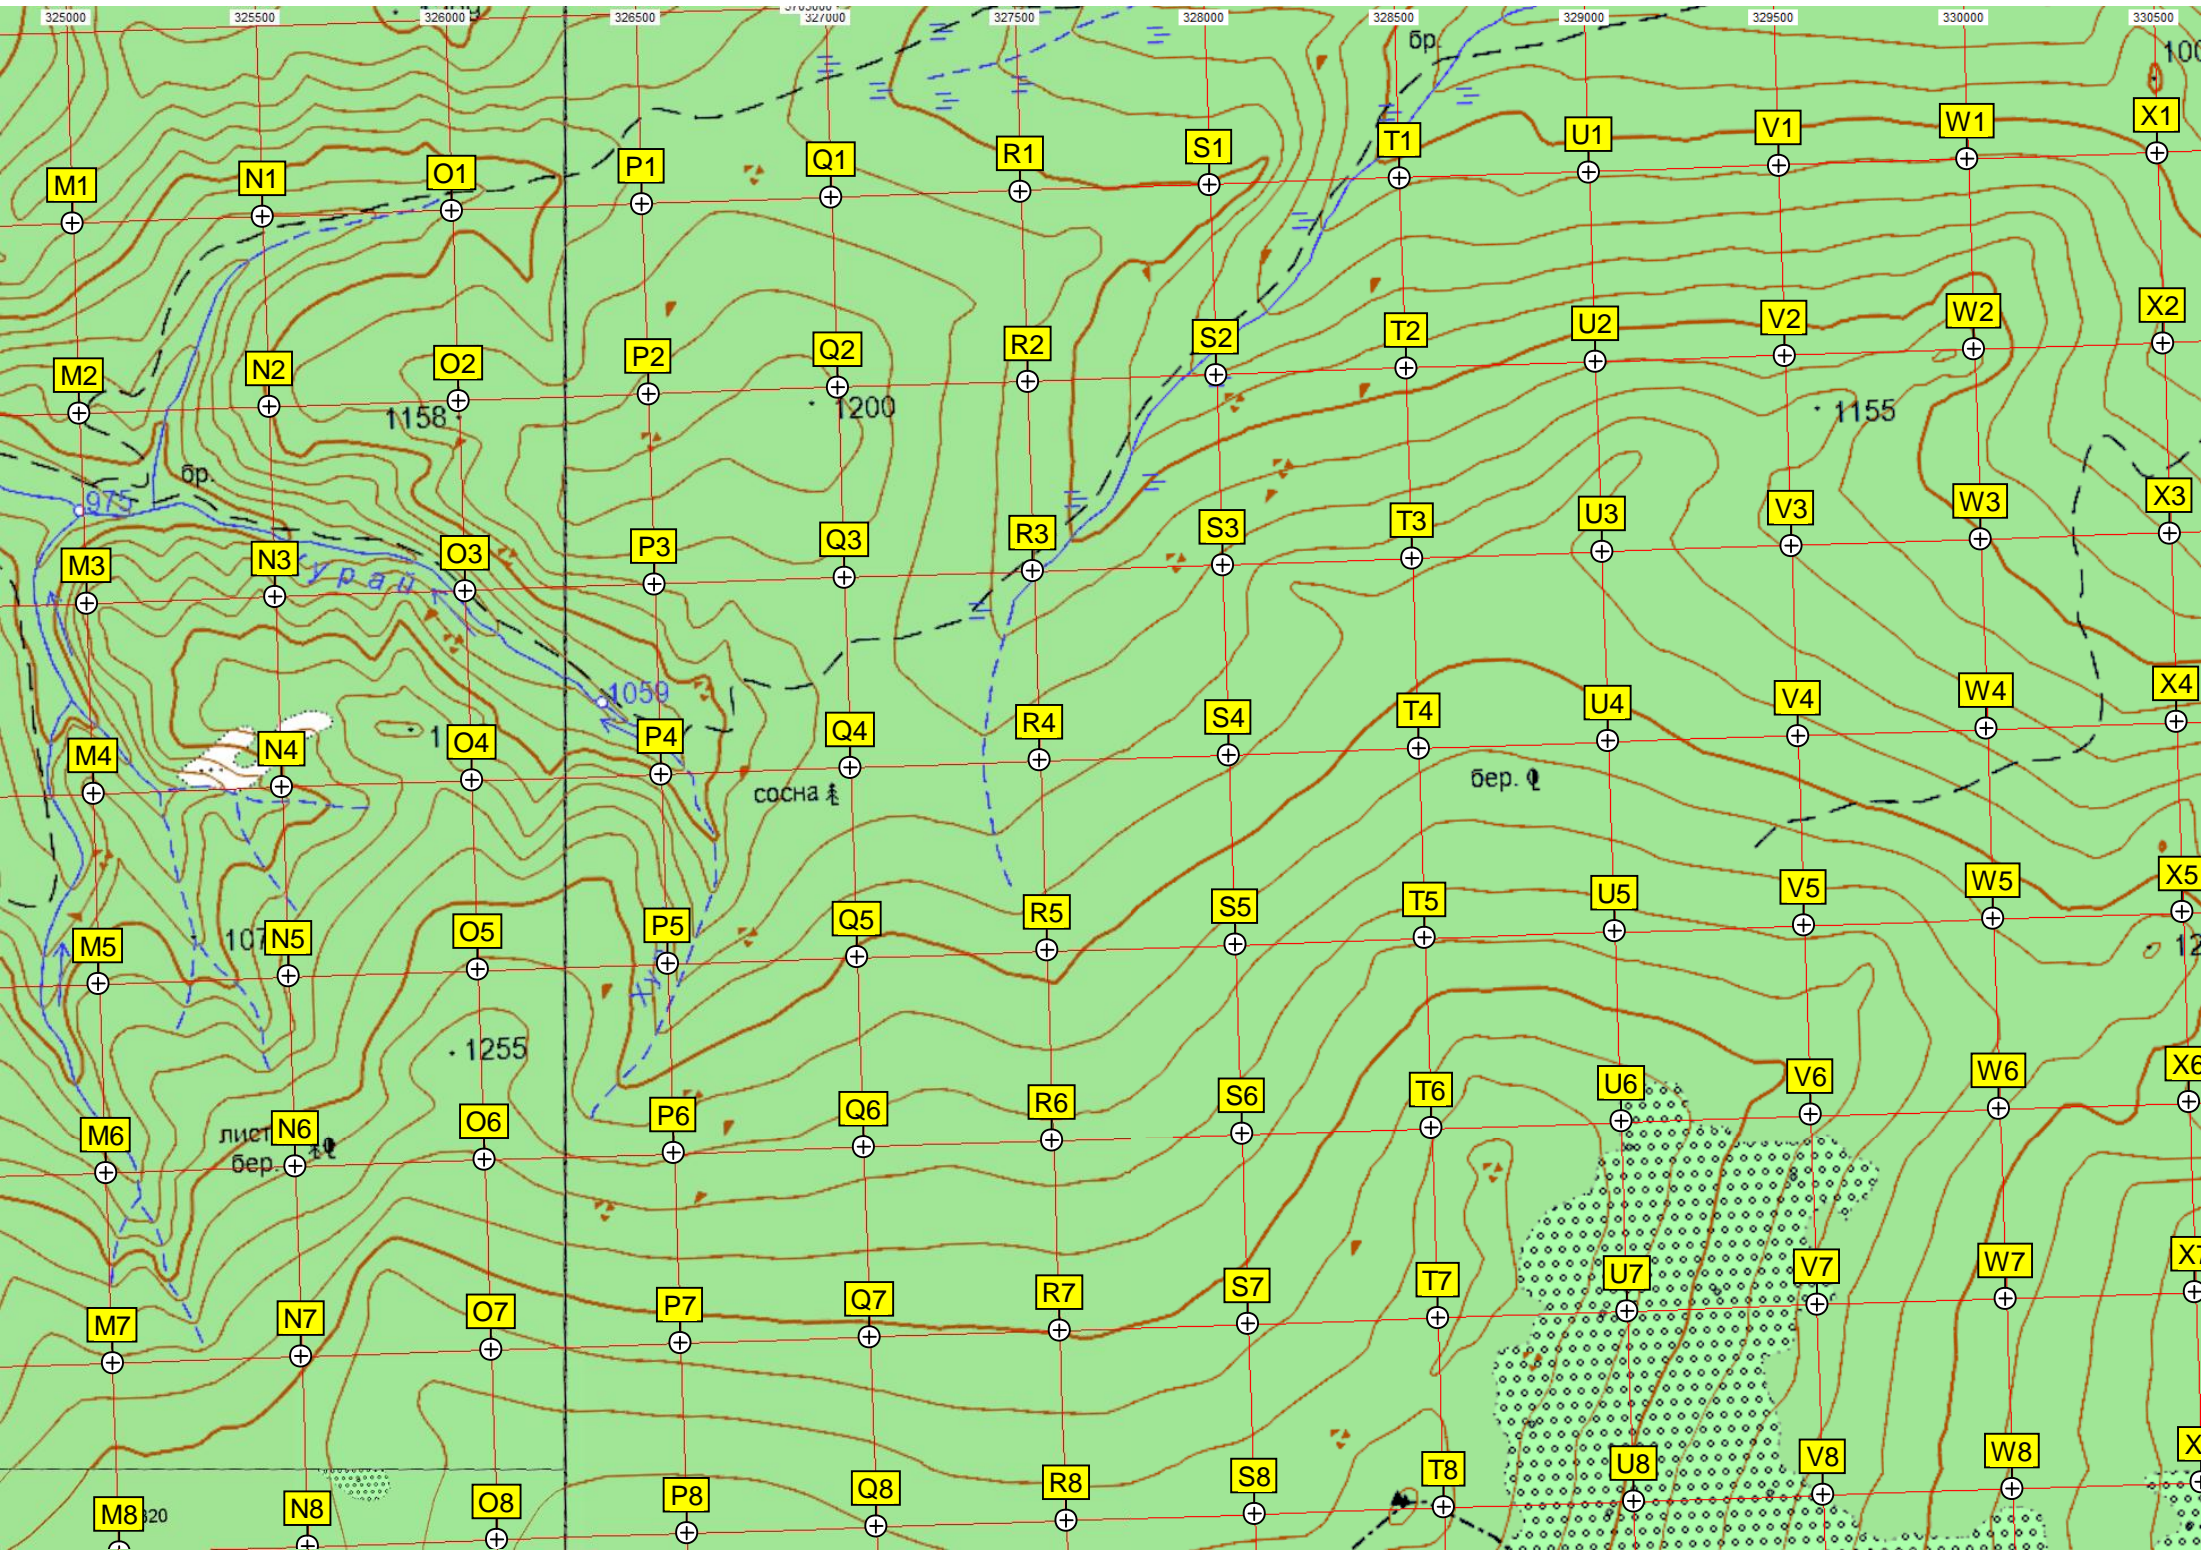 325000 325500 326000 326500 327000 327500 328000 328500 329000 329500 330000 330500
бр.
M1 N1 O1 P1 Q1 R1 S1 T1 U1 V1 W1 X1
M2 N2 O2 P2 Q2 R2 S2 T2 U2 V2 W2 X2
1158 1200 1155
бр.
975
M3 N3 O3 P3 Q3 R3 S3 T3 U3 V3 W3 X3
урай
1059
M4 N4 O4 P4 Q4 R4 S4 T4 U4 V4 W4 X4
сосна бер.
M5 N5 O5 P5 Q5 R5 S5 T5 U5 V5 W5 X5
1255
M6 N6 O6 P6 Q6 R6 S6 T6 U6 V6 W6 X6
лист
бер.
M7 N7 O7 P7 Q7 R7 S7 T7 U7 V7 W7 X7
M8 N8 O8 P8 Q8 R8 S8 T8 U8 V8 W8 X